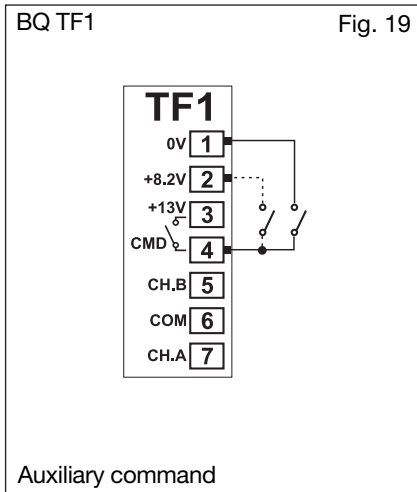 BQ TF1 Fig. 19
TF1
0V 1
+8.2V 2
+13V 3
CMD 4
CH.B 5
COM 6
CH.A 7
Auxiliary command